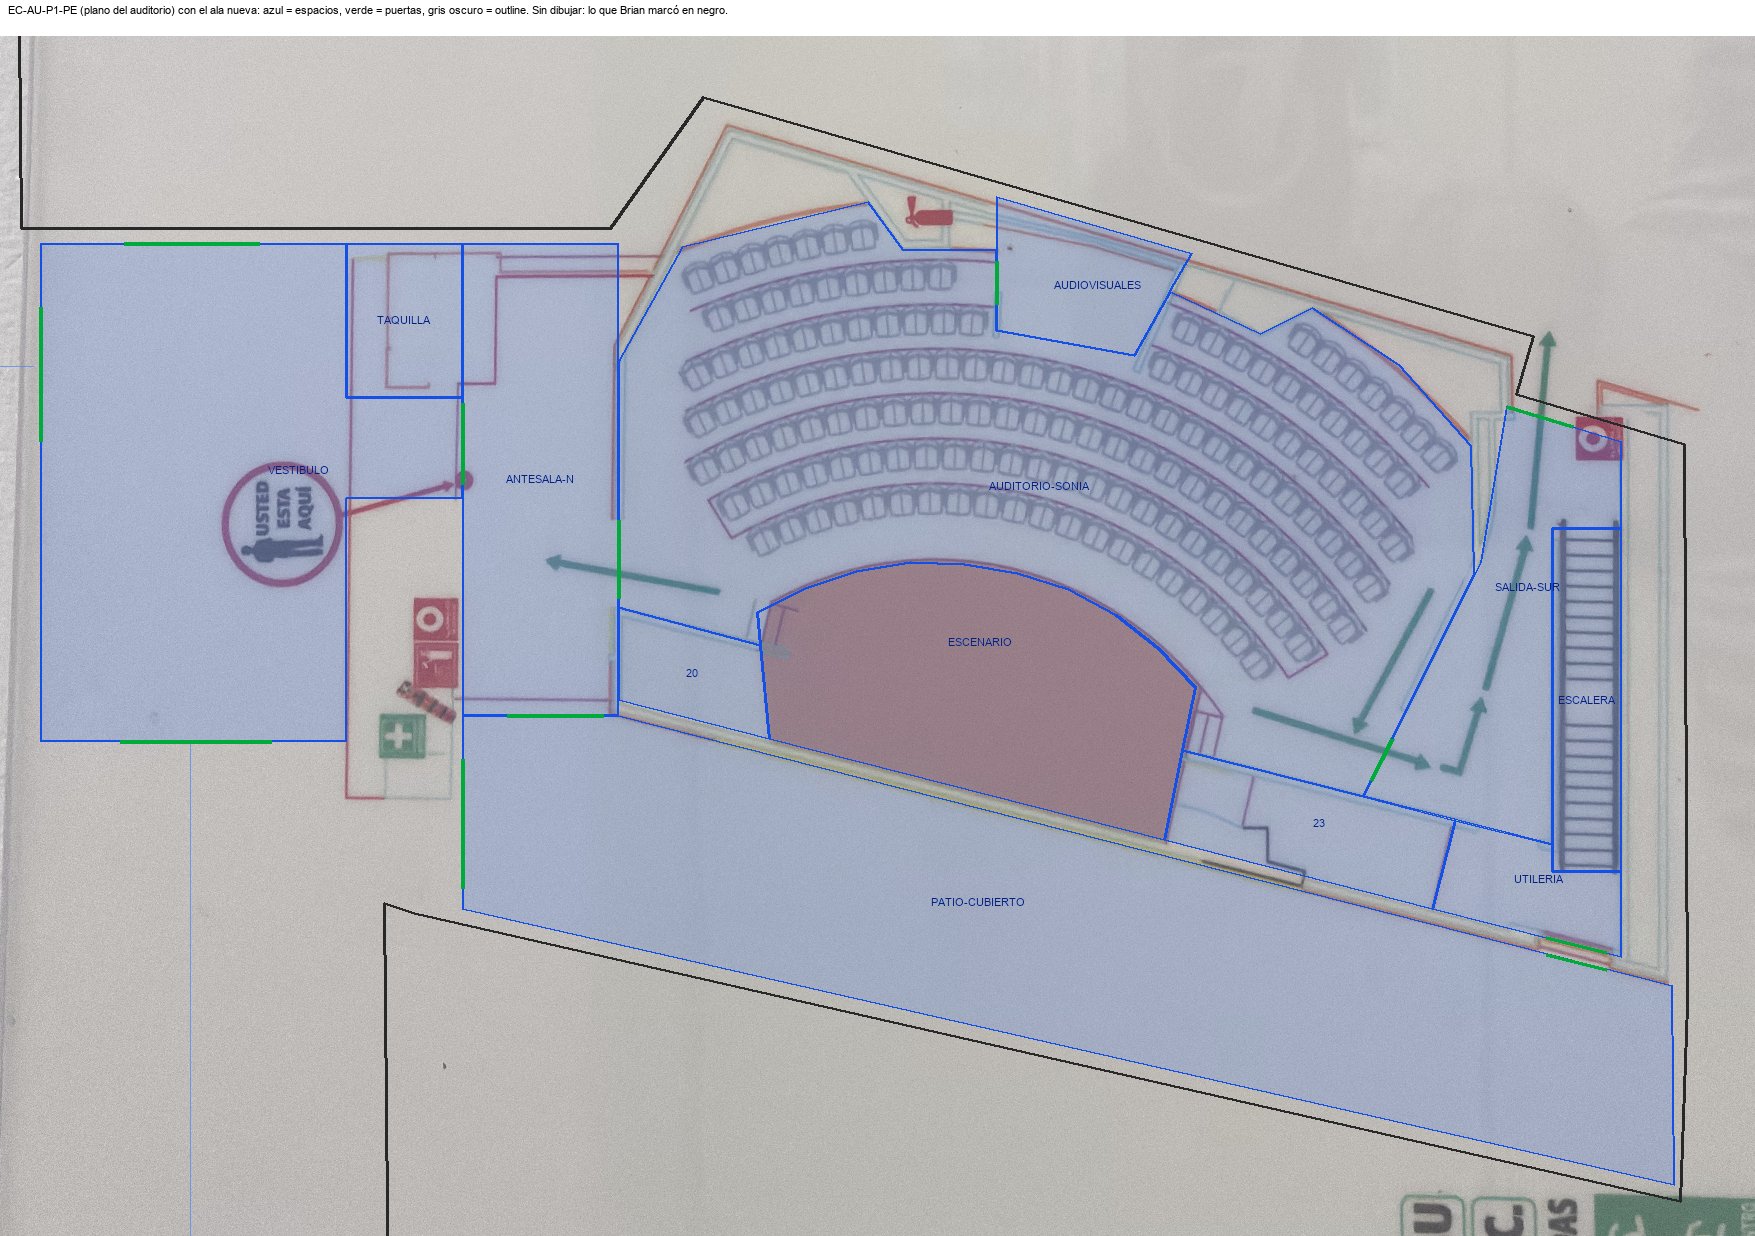 EC-AU-P1-PE (plano del auditorio) con el ala nueva: azul = espacios, verde = puertas, gris oscuro = outline. Sin dibujar: lo que Brian marcó en negro.
AUDIOVISUALES
TAQUILLA
VESTIBULO
ANTESALA-N
AUDITORIO-SONIA
USTED
ESTA
AQUÍ
SALIDA-SUR
ESCENARIO
20
ESCALERA
23
UTILERIA
PATIO-CUBIERTO
U
C.
DAS